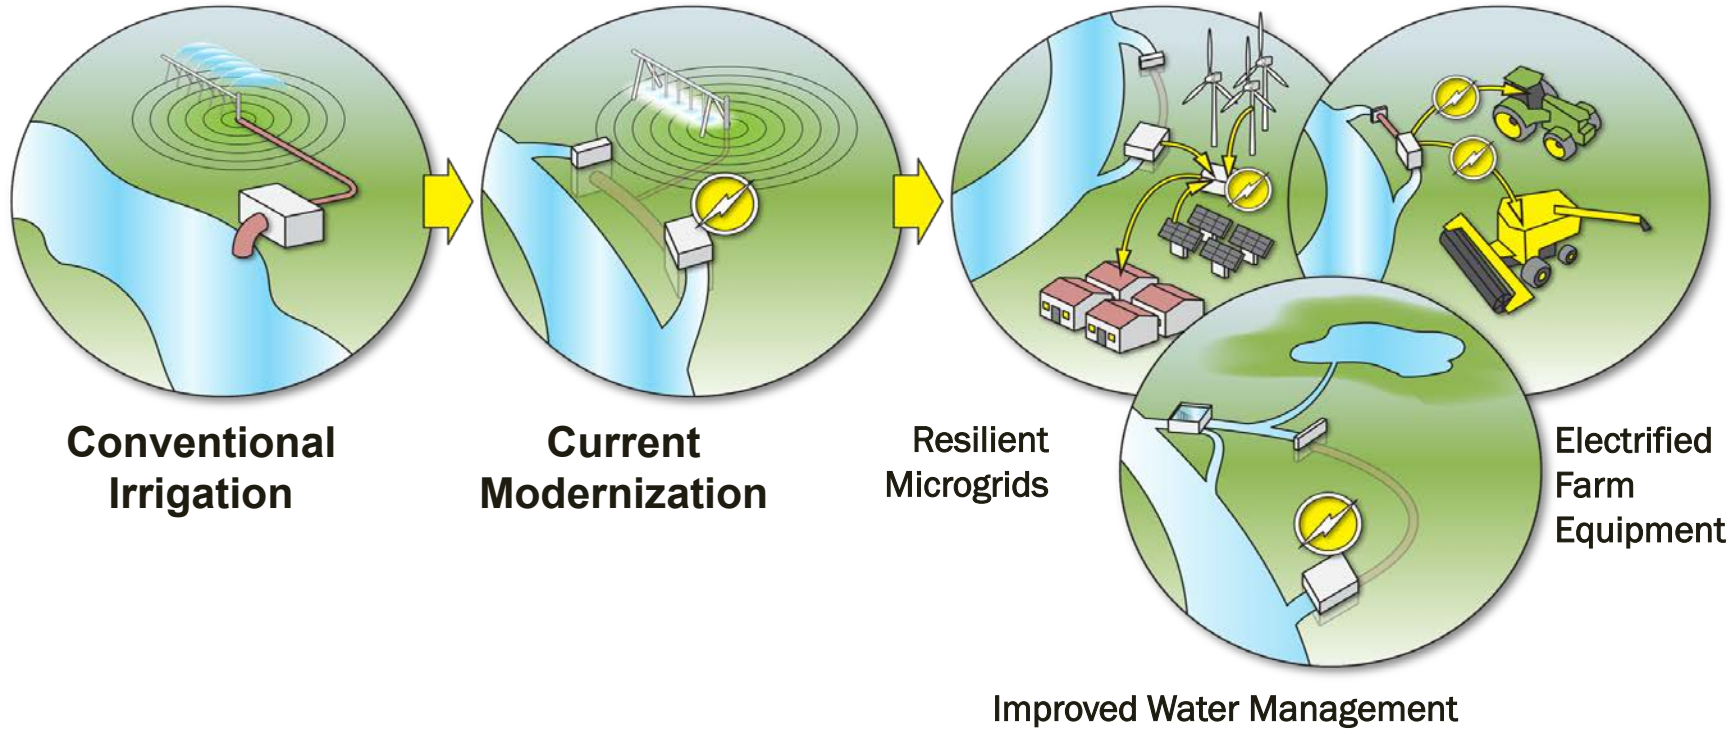 Conventional
Irrigation
Current
Modernization
Resilient
Microgrids
Electrified
Farm
Equipment
Improved Water Management